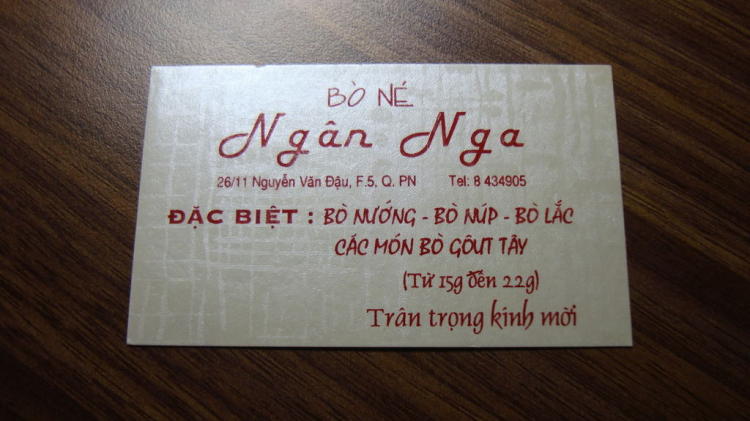 BÒ NÉ
Ngân Nga
26/11 Nguyễn Văn Đậu, F.5, Q. PN Tel: 8 434905
ĐẶC BIỆT : BÒ NƯỚNG - BÒ NÚP - BÒ LẮC
CÁC MÓN BÒ GÔUT TÂY
(Từ 15g đến 22g)
Trân trọng kính mời